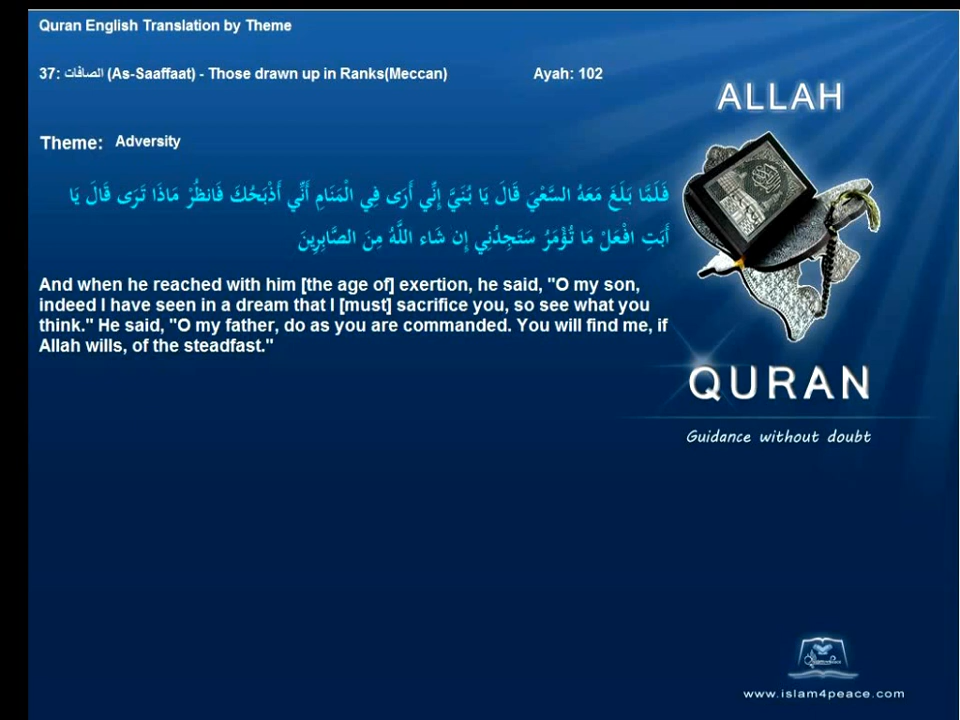 Quran English Translation by Theme
37: الصافات (As-Saaffaat) - Those drawn up in Ranks(Meccan) Ayah: 102
ALLAH
Theme: Adversity
فَلَمَّا بَلَغَ مَعَهُ السَّعْيَ قَالَ يَا بُنَيَّ إِنِّي أَرَى فِي الْمَنَامِ أَنِّي أَذْبَحُكَ فَانظُرْ مَاذَا تَرَى قَالَ يَا
أَبَتِ افْعَلْ مَا تُؤْمَرُ سَتَجِدُنِي إِن شَاء اللَّهُ مِنَ الصَّابِرِينَ
And when he reached with him [the age of] exertion, he said, "O my son,
indeed I have seen in a dream that I [must] sacrifice you, so see what you
think." He said, "O my father, do as you are commanded. You will find me, if
Allah wills, of the steadfast."
QURAN
Guidance without doubt
www.islam4peace.com